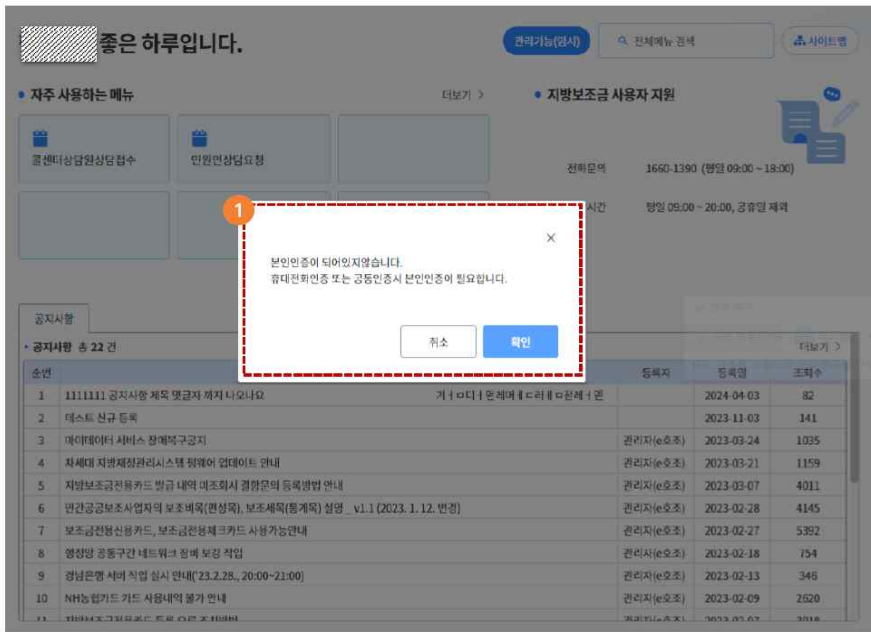 좋은 하루입니다.
관리기능(임시)
전체메뉴 검색
사이트맵
자주 사용하는 메뉴
더보기
지방보조금 사용자 지원
콜센터상담원상담접수
민원인상담요청
전화문의 1660-1390 (평일 09:00 ~ 18:00)
시간 평일 09:00 ~ 20:00, 공휴일 제외
1
본인인증이 되어있지않습니다.
휴대전화인증 또는 공동인증서 본인인증이 필요합니다.
취소
확인
공지사항
공지사항 총 22 건
더보기
순번 등록자 등록일 조회수
1 1111111 공지사항 제목 몇글자 까지 나오나요 2024-04-03 82
2 테스트 신규 등록 2023-11-03 141
3 마이데이터 서비스 장애복구공지 관리자(e호조) 2023-03-24 1035
4 차세대 지방재정관리시스템 펌웨어 업데이트 안내 관리자(e호조) 2023-03-21 1159
5 지방보조금전용카드 발급 내역 미조회시 결함문의 등록방법 안내 관리자(e호조) 2023-03-07 4011
6 민간공공보조사업자의 보조비목(편성목), 보조세목(통계목) 설명 _ v1.1 (2023. 1. 12. 변경) 관리자(e호조) 2023-02-28 4145
7 보조금전용신용카드, 보조금전용체크카드 사용가능안내 관리자(e호조) 2023-02-27 5392
8 행정망 공통구간 네트워크 장비 보강 작업 관리자(e호조) 2023-02-18 754
9 경남은행 서버 작업 실시 안내('23.2.28., 20:00~21:00) 관리자(e호조) 2023-02-13 346
10 NH농협카드 카드 사용내역 불가 안내 관리자(e호조) 2023-02-09 2620